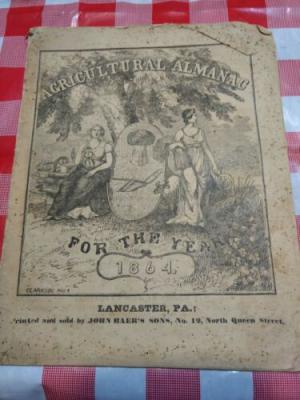 AGRICULTURAL ALMANAC
FOR THE YEAR
1864.
LANCASTER, PA.:
Printed and sold by JOHN BAER'S SONS, No. 12, North Queen Street.